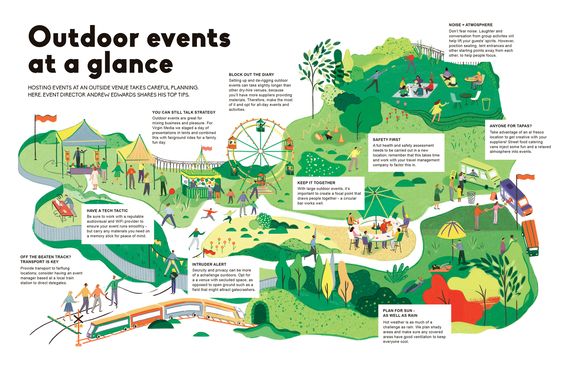 Outdoor events
at a glance
HOSTING EVENTS AT AN OUTSIDE VENUE TAKES CAREFUL PLANNING.
HERE, EVENT DIRECTOR ANDREW EDWARDS SHARES HIS TOP TIPS.
NOISE + ATMOSPHERE
Don't fear noise. Laughter and
conversation from group activities will
help lift your guests' spirits. However,
position seating, tent entrances and
other starting points away from each
other, to help people focus.
BLOCK OUT THE DIARY
Setting up and de-rigging outdoor
events can take slightly longer than
other dry-hire venues, because
you'll have more suppliers providing
materials. Therefore, make the most
of it and opt for all-day events and
activities.
YOU CAN STILL TALK STRATEGY
Outdoor events are great for
mixing business and pleasure. For
Virgin Media we staged a day of
presentations in tents and combined
this with fairground rides for a family
fun day.
SAFETY FIRST
A full health and safety assessment
needs to be carried out in a new
location; remember that this takes time
and work with your travel management
company to factor this in.
ANYONE FOR TAPAS?
Take advantage of an al fresco
location to get creative with your
suppliers! Street food catering
vans inject some fun and a relaxed
atmosphere into events.
KEEP IT TOGETHER
With large outdoor events, it's
important to create a focal point that
draws people together – a circular
bar works well.
HAVE A TECH TACTIC
Be sure to work with a reputable
audiovisual and WiFi provider to
ensure your event runs smoothly –
but carry any materials you need on
a memory stick for peace of mind.
OFF THE BEATEN TRACK?
TRANSPORT IS KEY
Provide transport to farflung
locations; consider having an event
manager based at a local train
station to direct delegates.
INTRUDER ALERT
Security and privacy can be more
of a challenge outdoors. Opt for
a venue with secluded space, as
opposed to open ground such as a
field that might attract gatecrashers.
PLAN FOR SUN -
AS WELL AS RAIN
Hot weather is as much of a
challenge as rain. We plan shady
areas and make sure any covered
areas have good ventilation to keep
everyone cool.